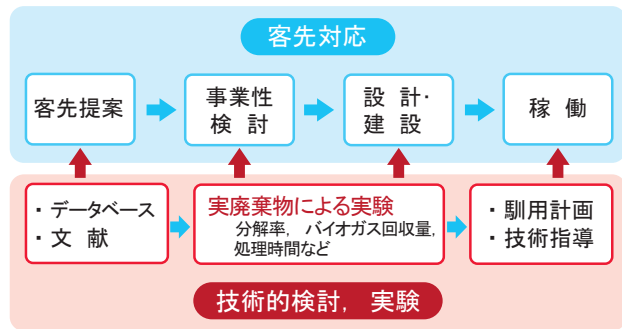 客先対応
客先提案
事業性
検 討
設 計・
建 設
稼 働
・データベース
・文 献
実廃棄物による実験
分解率, バイオガス回収量,
処理時間など
・馴用計画
・技術指導
技術的検討, 実験